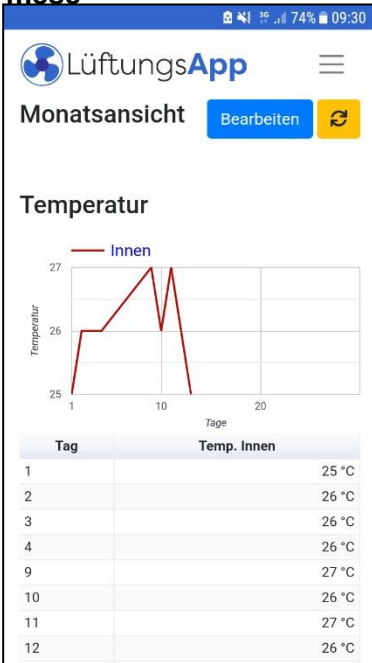 3G 74% 09:30
LüftungsApp
Monatsansicht Bearbeiten
Temperatur
Innen
27
26
25
Temperatur
1 10 20
Tage
Tag Temp. Innen
1 25 °C
2 26 °C
3 26 °C
4 26 °C
9 27 °C
10 26 °C
11 27 °C
12 26 °C